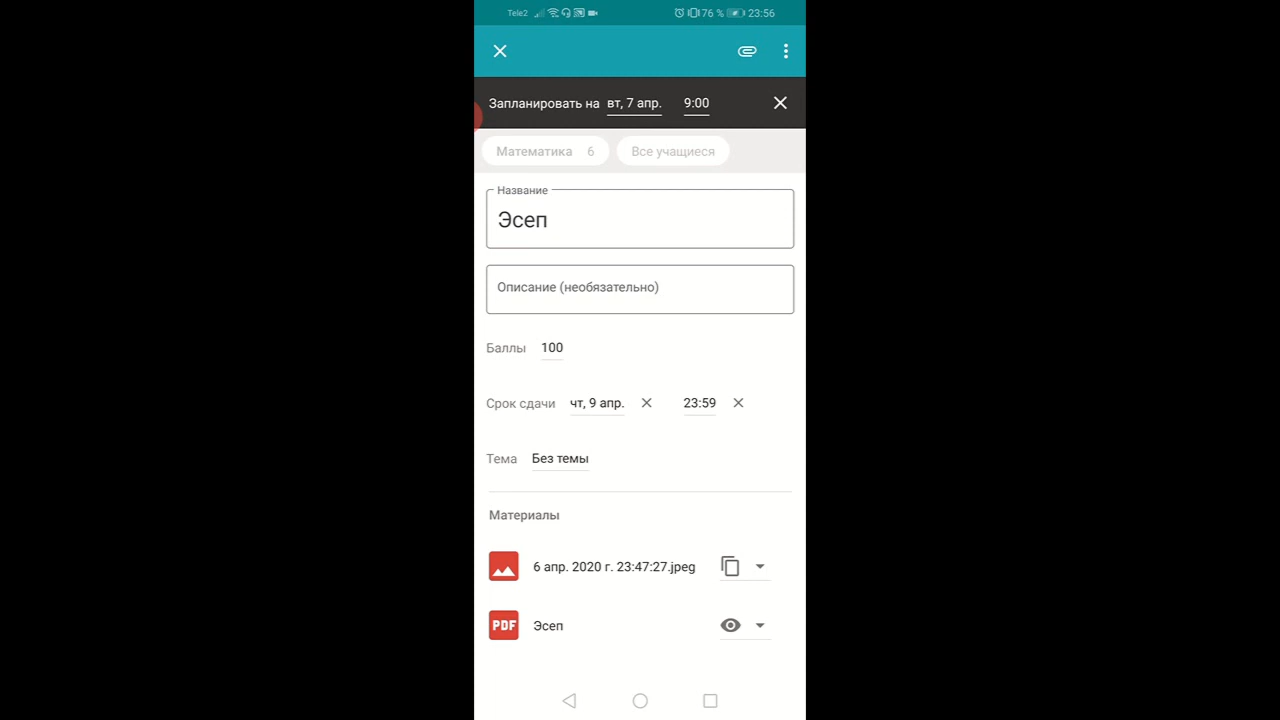 Tele2 76 % 23:56
Запланировать на вт, 7 апр. 9:00
Математика 6 Все учащиеся
Название
Эсеп
Описание (необязательно)
Баллы 100
Срок сдачи чт, 9 апр. 23:59
Тема Без темы
Материалы
6 апр. 2020 г. 23:47:27.jpeg
PDF Эсеп